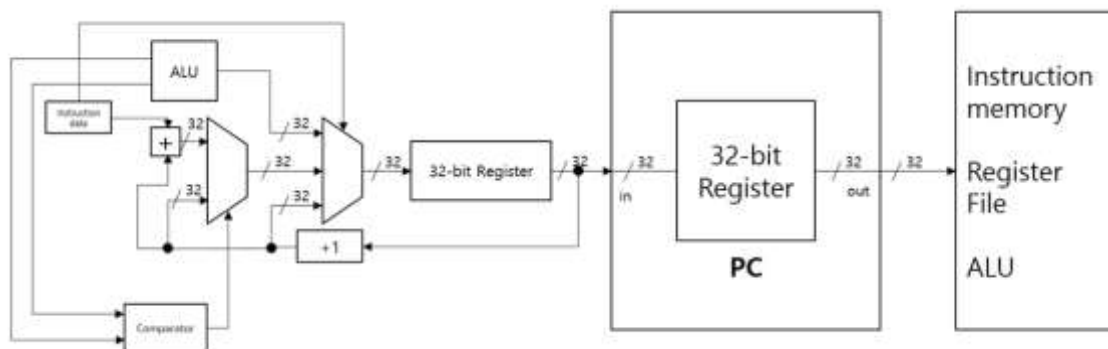 ALU
Instruction
data
+
32
32
32
32
32
32
32
32-bit Register
32
32
in
32-bit
Register
PC
32
out
32
+1
Comparator
Instruction
memory
Register
File
ALU